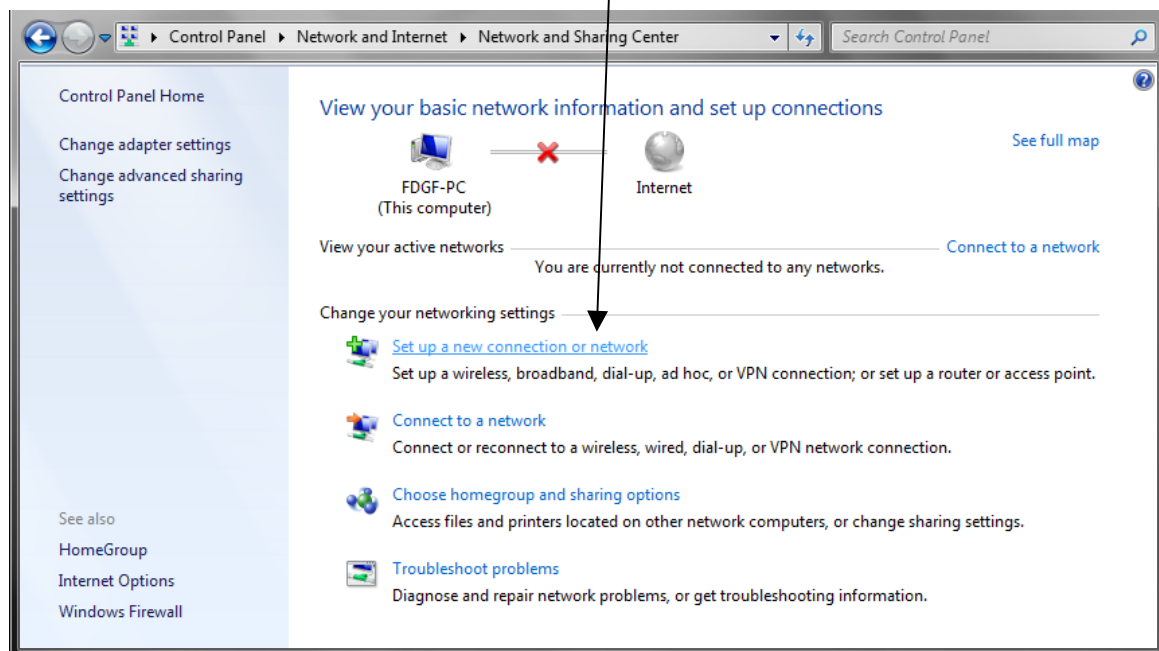 Control Panel Network and Internet Network and Sharing Center Search Control Panel
Control Panel Home
Change adapter settings
Change advanced sharing
settings
See also
HomeGroup
Internet Options
Windows Firewall
View your basic network information and set up connections
See full map
FDGF-PC
(This computer)
Internet
View your active networks
Connect to a network
You are currently not connected to any networks.
Change your networking settings
Set up a new connection or network
Set up a wireless, broadband, dial-up, ad hoc, or VPN connection; or set up a router or access point.
Connect to a network
Connect or reconnect to a wireless, wired, dial-up, or VPN network connection.
Choose homegroup and sharing options
Access files and printers located on other network computers, or change sharing settings.
Troubleshoot problems
Diagnose and repair network problems, or get troubleshooting information.